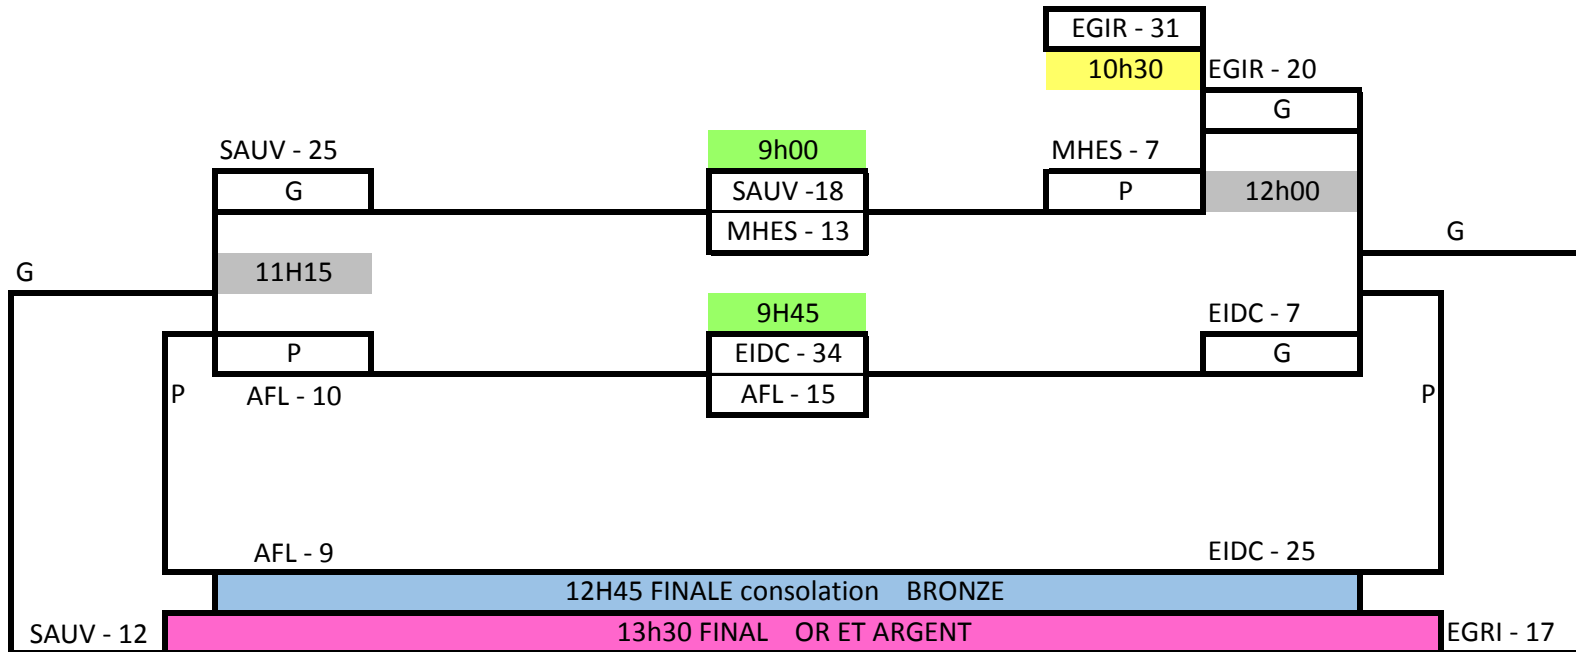 EGIR - 31
10h30
EGIR - 20
G
SAUV - 25
9h00
MHES - 7
G
SAUV -18
P
12h00
MHES - 13
G
G
11H15
9H45
EIDC - 7
P
EIDC - 34
G
P
AFL - 10
AFL - 15
P
AFL - 9
EIDC - 25
12H45 FINALE consolation BRONZE
SAUV - 12
13h30 FINAL OR ET ARGENT
EGRI - 17